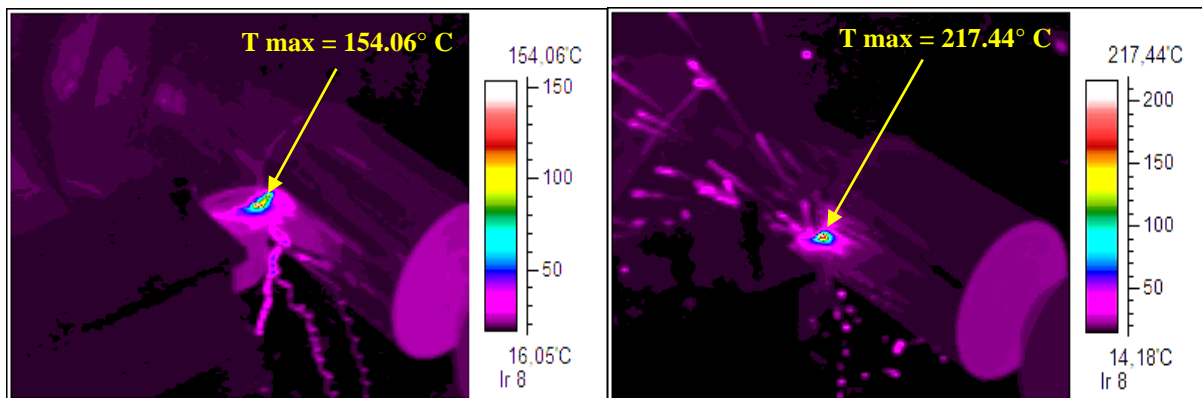 T max = 154.06° C
154,06°C
150
100
50
16,05°C
Ir 8
T max = 217.44° C
217,44°C
200
150
100
50
14,18°C
Ir 8